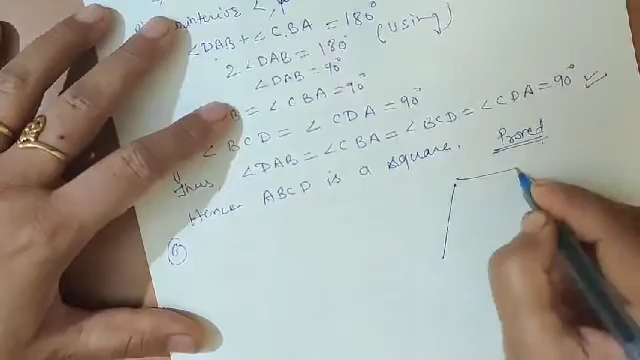 interior ∠
∠DAB + ∠CBA = 180°
2∠DAB = 180° (Using)
∠DAB = 90°
B = ∠CBA = 90°
∠BCD = ∠CDA = 90°
Thus, ∠DAB = ∠CBA = ∠BCD = ∠CDA = 90° ✓
Hence ABCD is a square. Proved